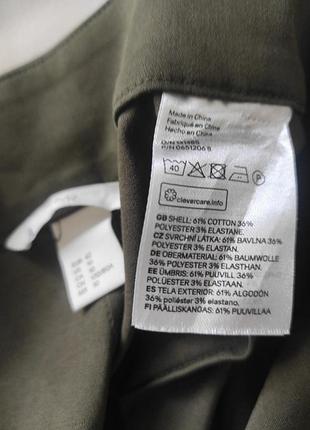 Made in China
Fabriqué en Chine
Hecho en China
P/N 0651206 8
40
clevercare.info
GB SHELL: 61% COTTON 36%
POLYESTER 3% ELASTANE.
CZ SVRCHNÍ LÁTKA: 61% BAVLNA 36%
POLYESTER 3% ELASTAN.
DE OBERMATERIAL: 61% BAUMWOLLE
36% POLYESTER 3% ELASTHAN.
EE ÜMBRIS: 61% PUUVILL 36%
POLÜESTER 3% ELASTAAN.
ES TELA EXTERIOR: 61% ALGODÓN
36% poliéster 3% elastano.
FI PÄÄLLISKANGAS: 61% PUUVILLAA